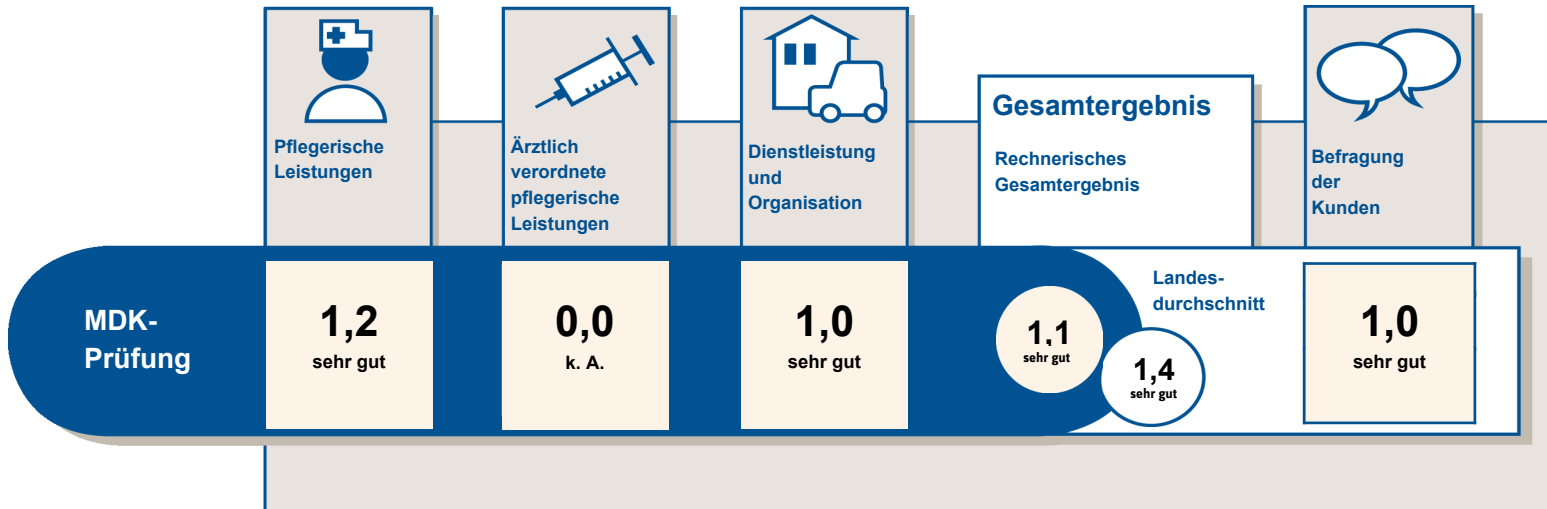 Pflegerische
Leistungen
Ärztlich
verordnete
pflegerische
Leistungen
Dienstleistung
und
Organisation
Gesamtergebnis
Rechnerisches
Gesamtergebnis
Befragung
der
Kunden
MDK-
Prüfung
1,2
sehr gut
0,0
k. A.
1,0
sehr gut
1,1
sehr gut
Landes-
durchschnitt
1,4
sehr gut
1,0
sehr gut